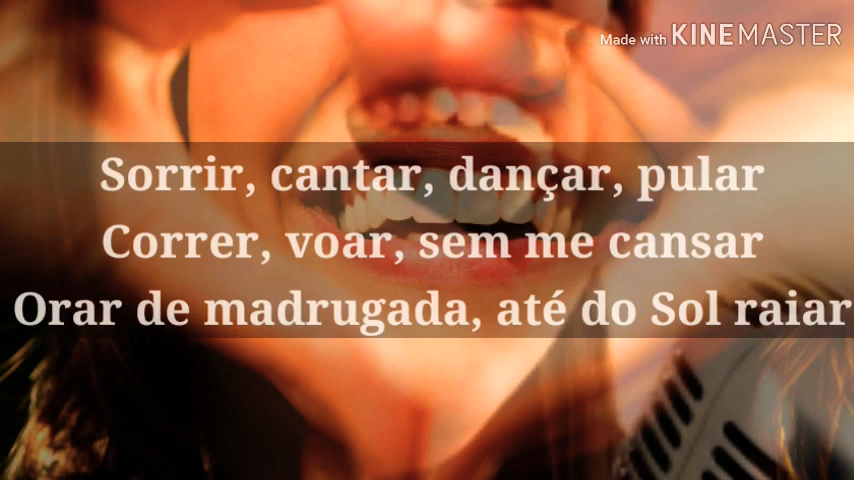 Made with KINEMASTER
Sorrir, cantar, dançar, pular
Correr, voar, sem me cansar
Orar de madrugada, até do Sol raiar